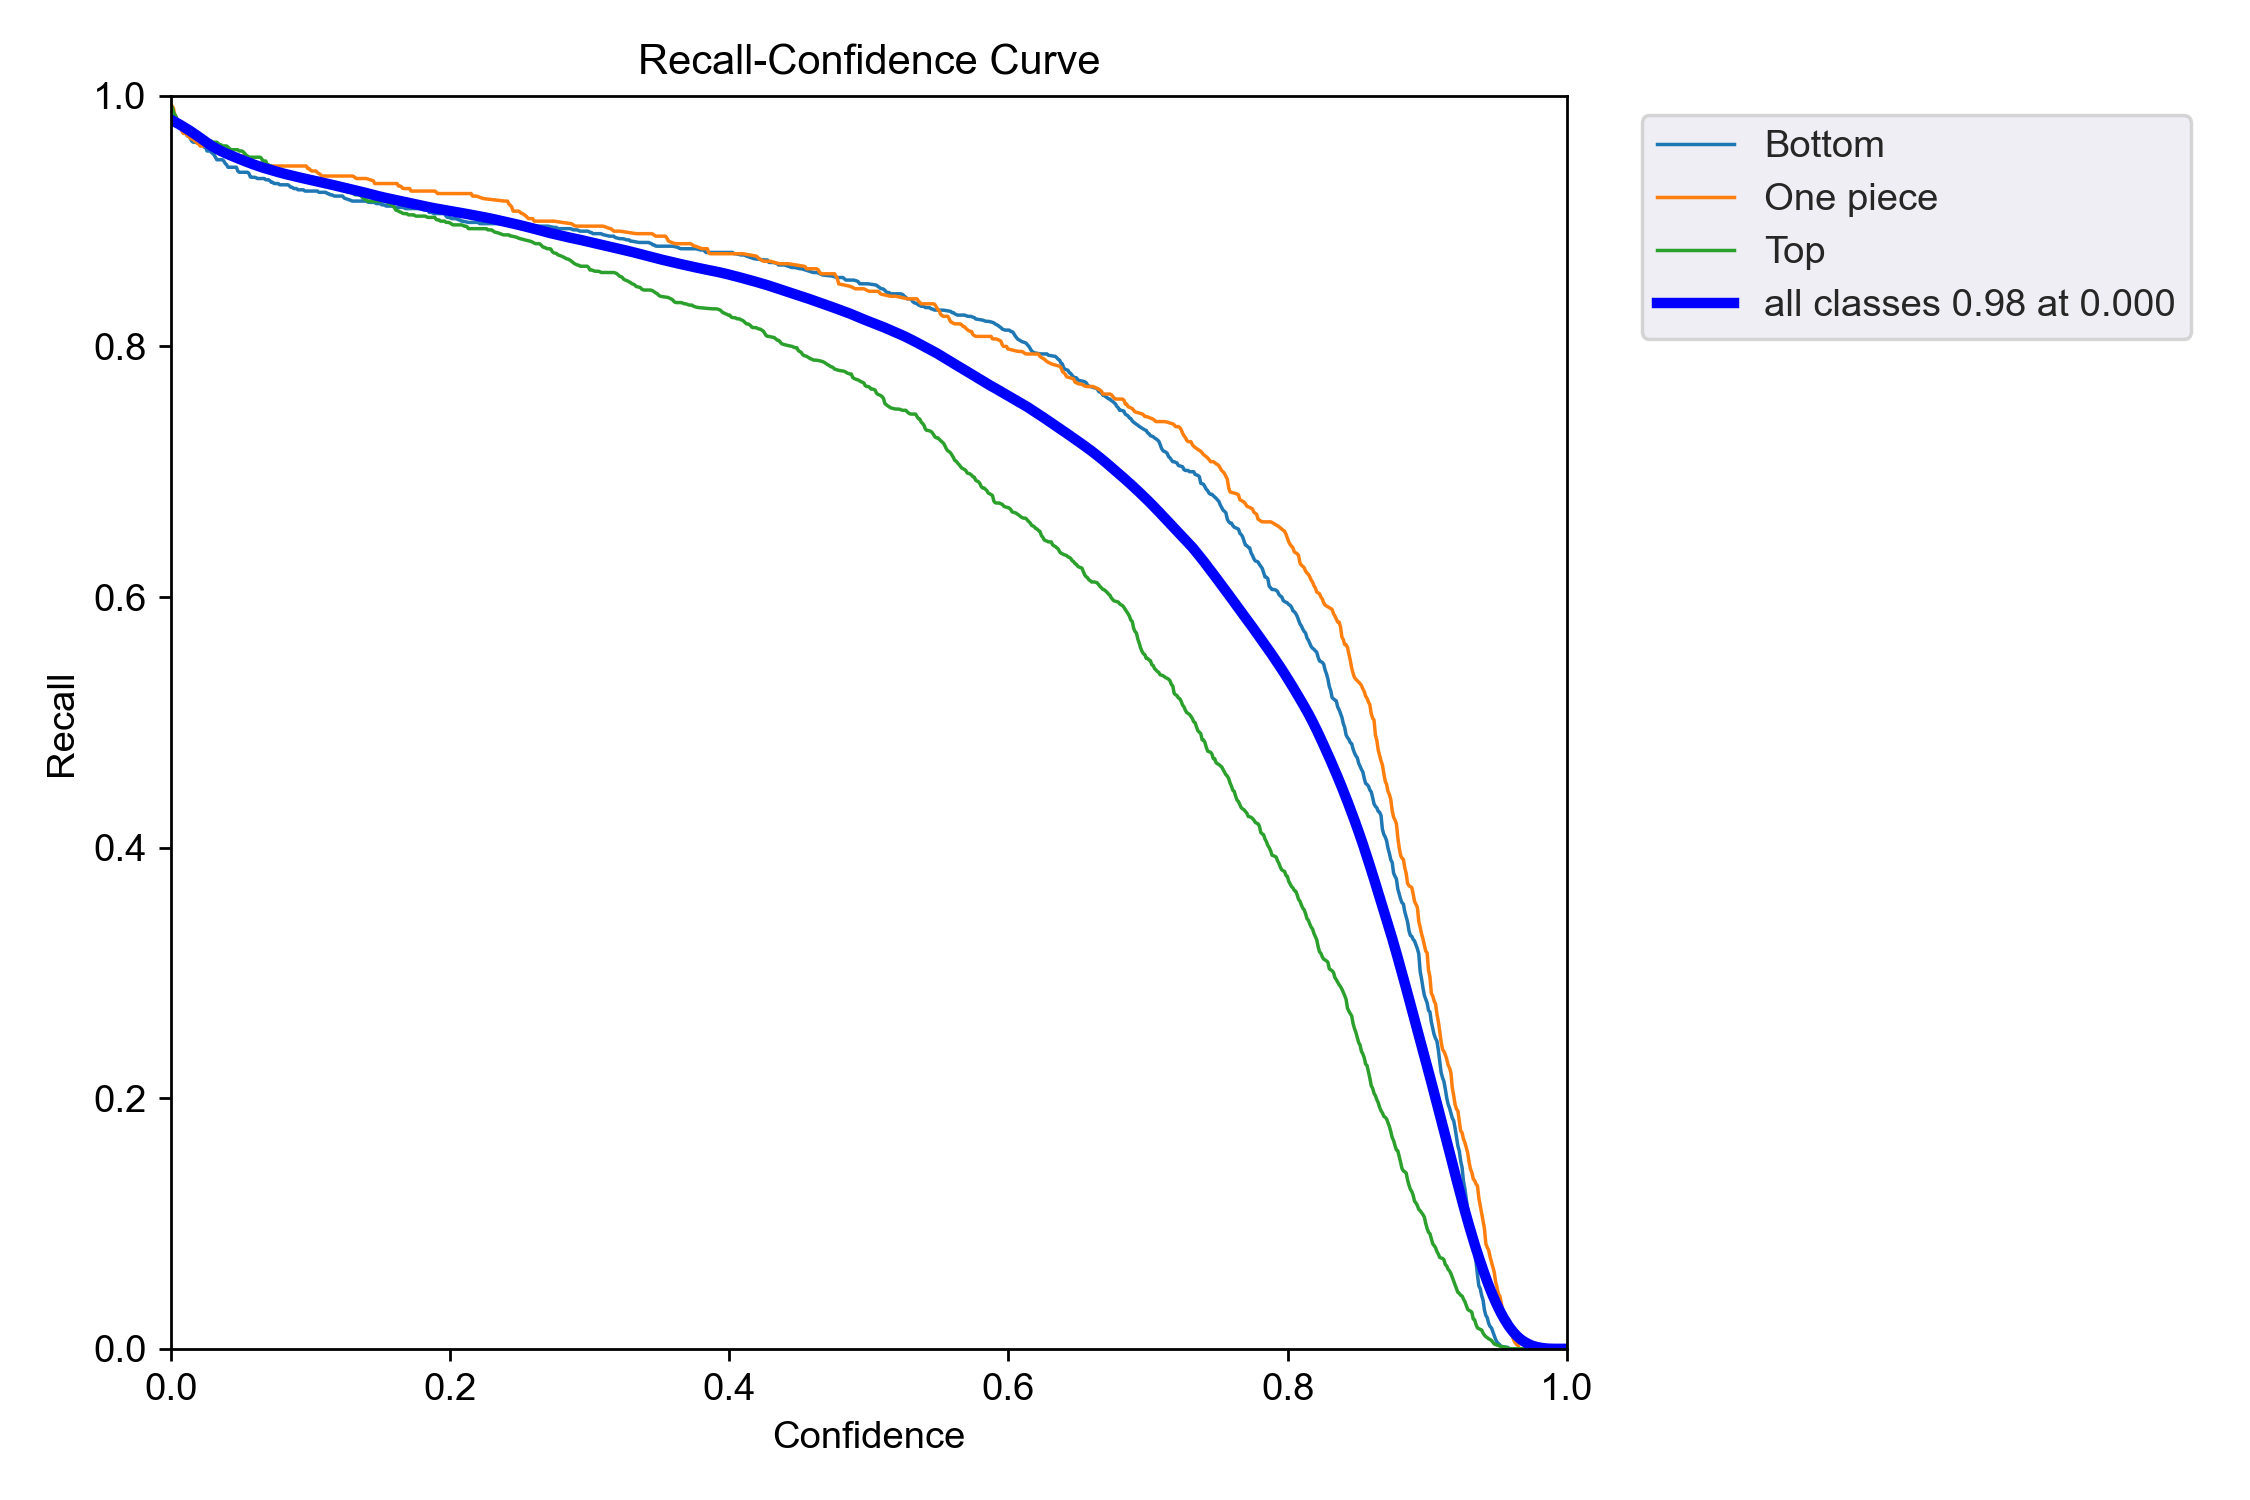 Recall-Confidence Curve
1.0
0.8
0.6
0.4
0.2
0.0
Recall
0.0 0.2 0.4 0.6 0.8 1.0
Confidence
Bottom
One piece
Top
all classes 0.98 at 0.000